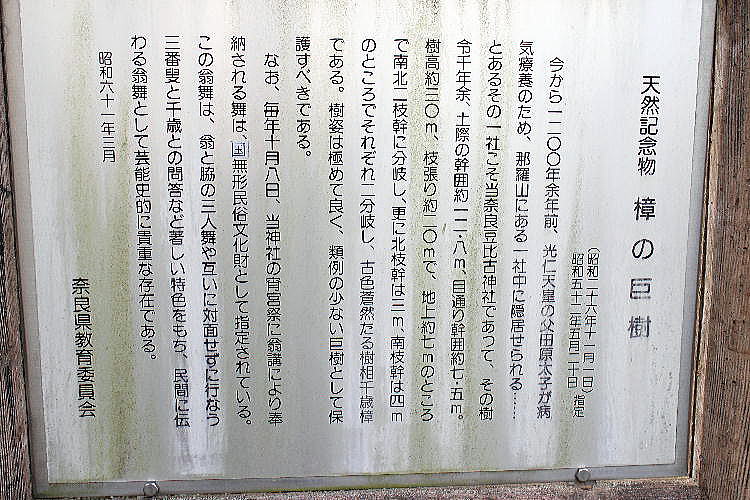 天然記念物 樟の巨樹
(昭和二十六年十一月一日)
昭和五十二年五月二十日 指定
今から一二〇〇年余年前、光仁天皇の父田原太子が病
気療養のため、那羅山にある一社中に隠居せられる……
とあるその一社こそ当奈良豆比古神社であつて、その樹
令千年余、土際の幹囲約一二・八m、目通り幹囲約七・五m。
樹高約三〇m、枝張り約二〇mで、地上約七mのところ
で南北二枝幹に分岐し、更に北枝幹は三m、南枝幹は四m
のところでそれぞれ二分岐し、古色蒼然たる樹相千歳樟
である。樹姿は極めて良く、類例の少ない巨樹として保
護すべきである。
なお、毎年十月八日、当神社の宵宮祭に翁講により奉
納される舞は、国無形民俗文化財として指定されている。
この翁舞は、翁と脇の三人舞や互いに対面せずに行なう
三番叟と千歳との問答など著しい特色をもち、民間に伝
わる翁舞として芸能史的に貴重な存在である。
昭和六十一年三月
奈良県教育委員会